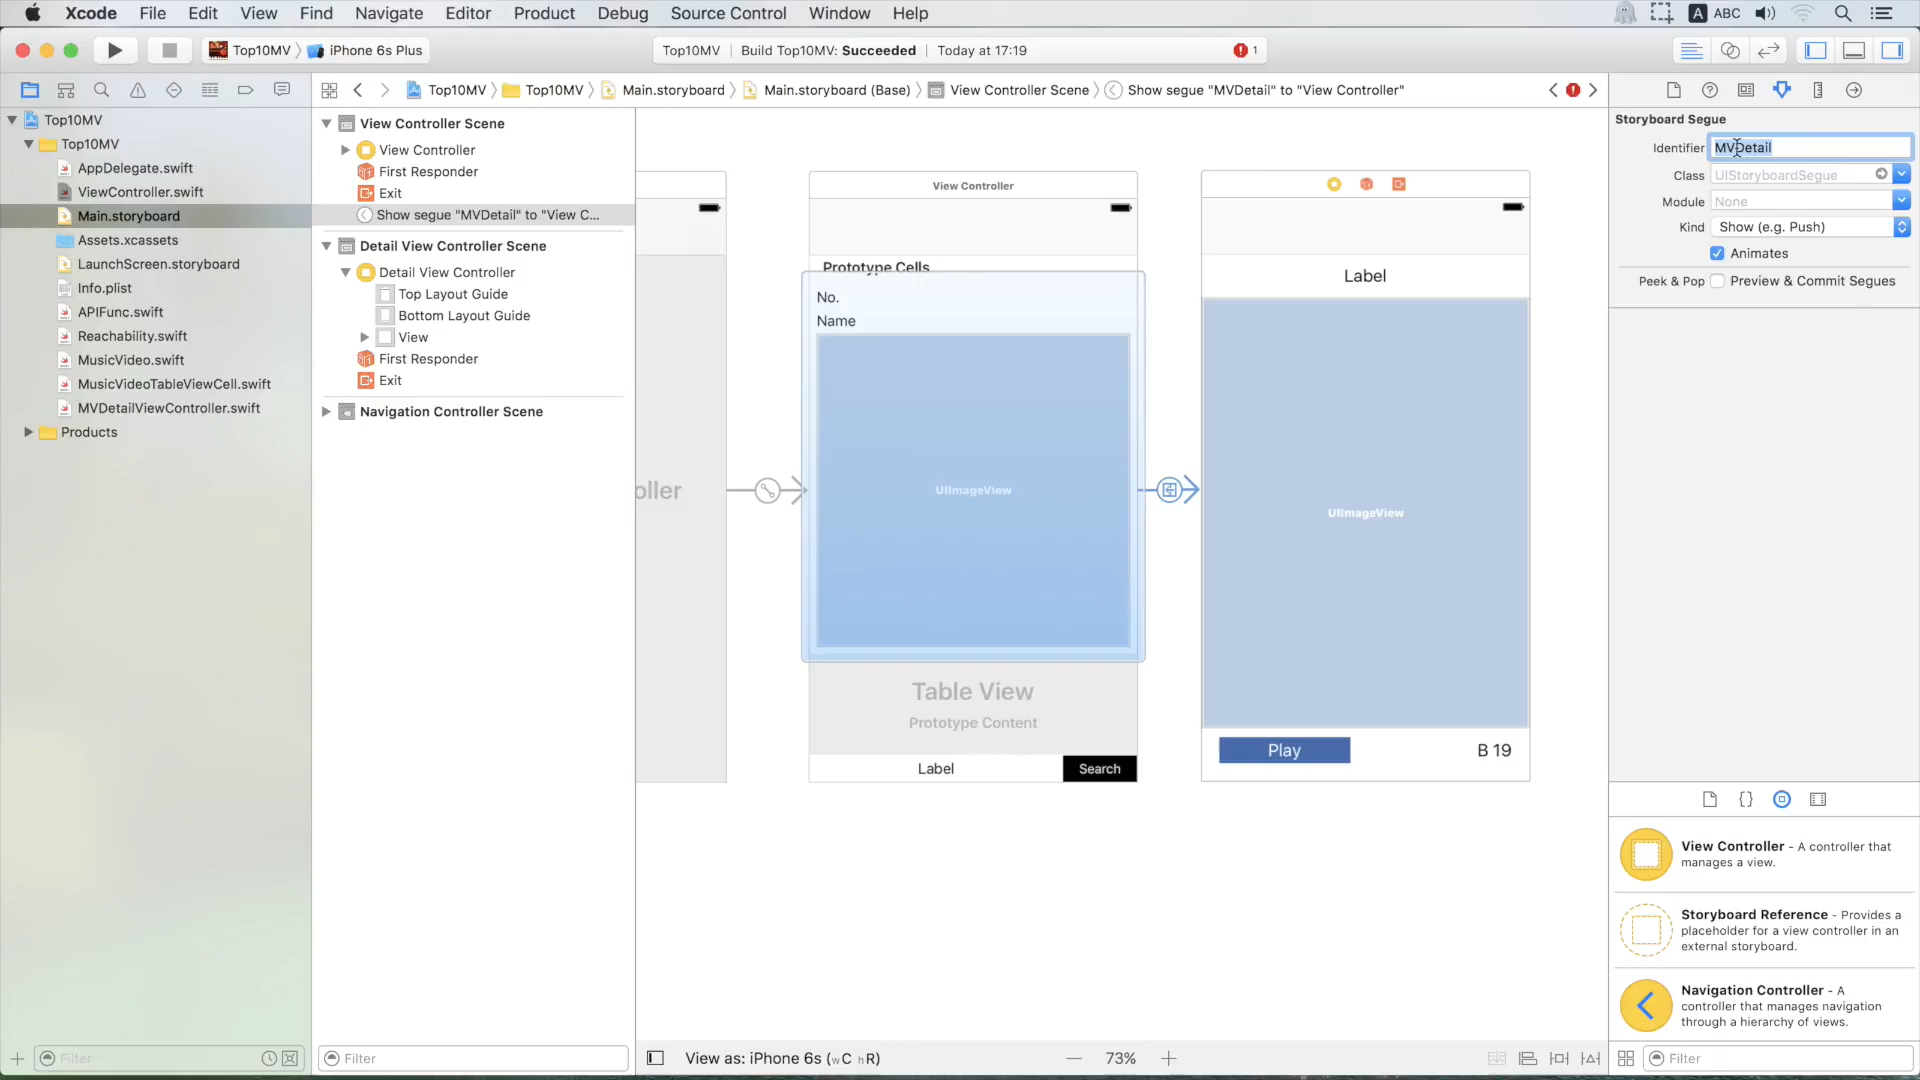 Xcode File Edit View Find Navigate Editor Product Debug Source Control Window Help A ABC
Top10MV iPhone 6s Plus Top10MV Build Top10MV: Succeeded Today at 17:19 1
Top10MV Top10MV Main.storyboard Main.storyboard (Base) View Controller Scene Show segue "MVDetail" to "View Controller"
Top10MV
Top10MV
AppDelegate.swift
ViewController.swift
Main.storyboard
Assets.xcassets
LaunchScreen.storyboard
Info.plist
APIFunc.swift
Reachability.swift
MusicVideo.swift
MusicVideoTableViewCell.swift
MVDetailViewController.swift
Products
Filter
View Controller Scene
View Controller
First Responder
Exit
Show segue "MVDetail" to "View C...
Detail View Controller Scene
Detail View Controller
Top Layout Guide
Bottom Layout Guide
View
First Responder
Exit
Navigation Controller Scene
Filter
oller
View Controller
Prototype Cells
No.
Name
UIImageView
Table View
Prototype Content
Label Search
Label
UIImageView
Play B 19
View as: iPhone 6s (wC hR) 73%
Storyboard Segue
Identifier MVDetail
Class UIStoryboardSegue
Module None
Kind Show (e.g. Push)
Animates
Peek & Pop Preview & Commit Segues
{}
View Controller - A controller that
manages a view.
Storyboard Reference - Provides a
placeholder for a view controller in an
external storyboard.
Navigation Controller - A
controller that manages navigation
through a hierarchy of views.
Filter